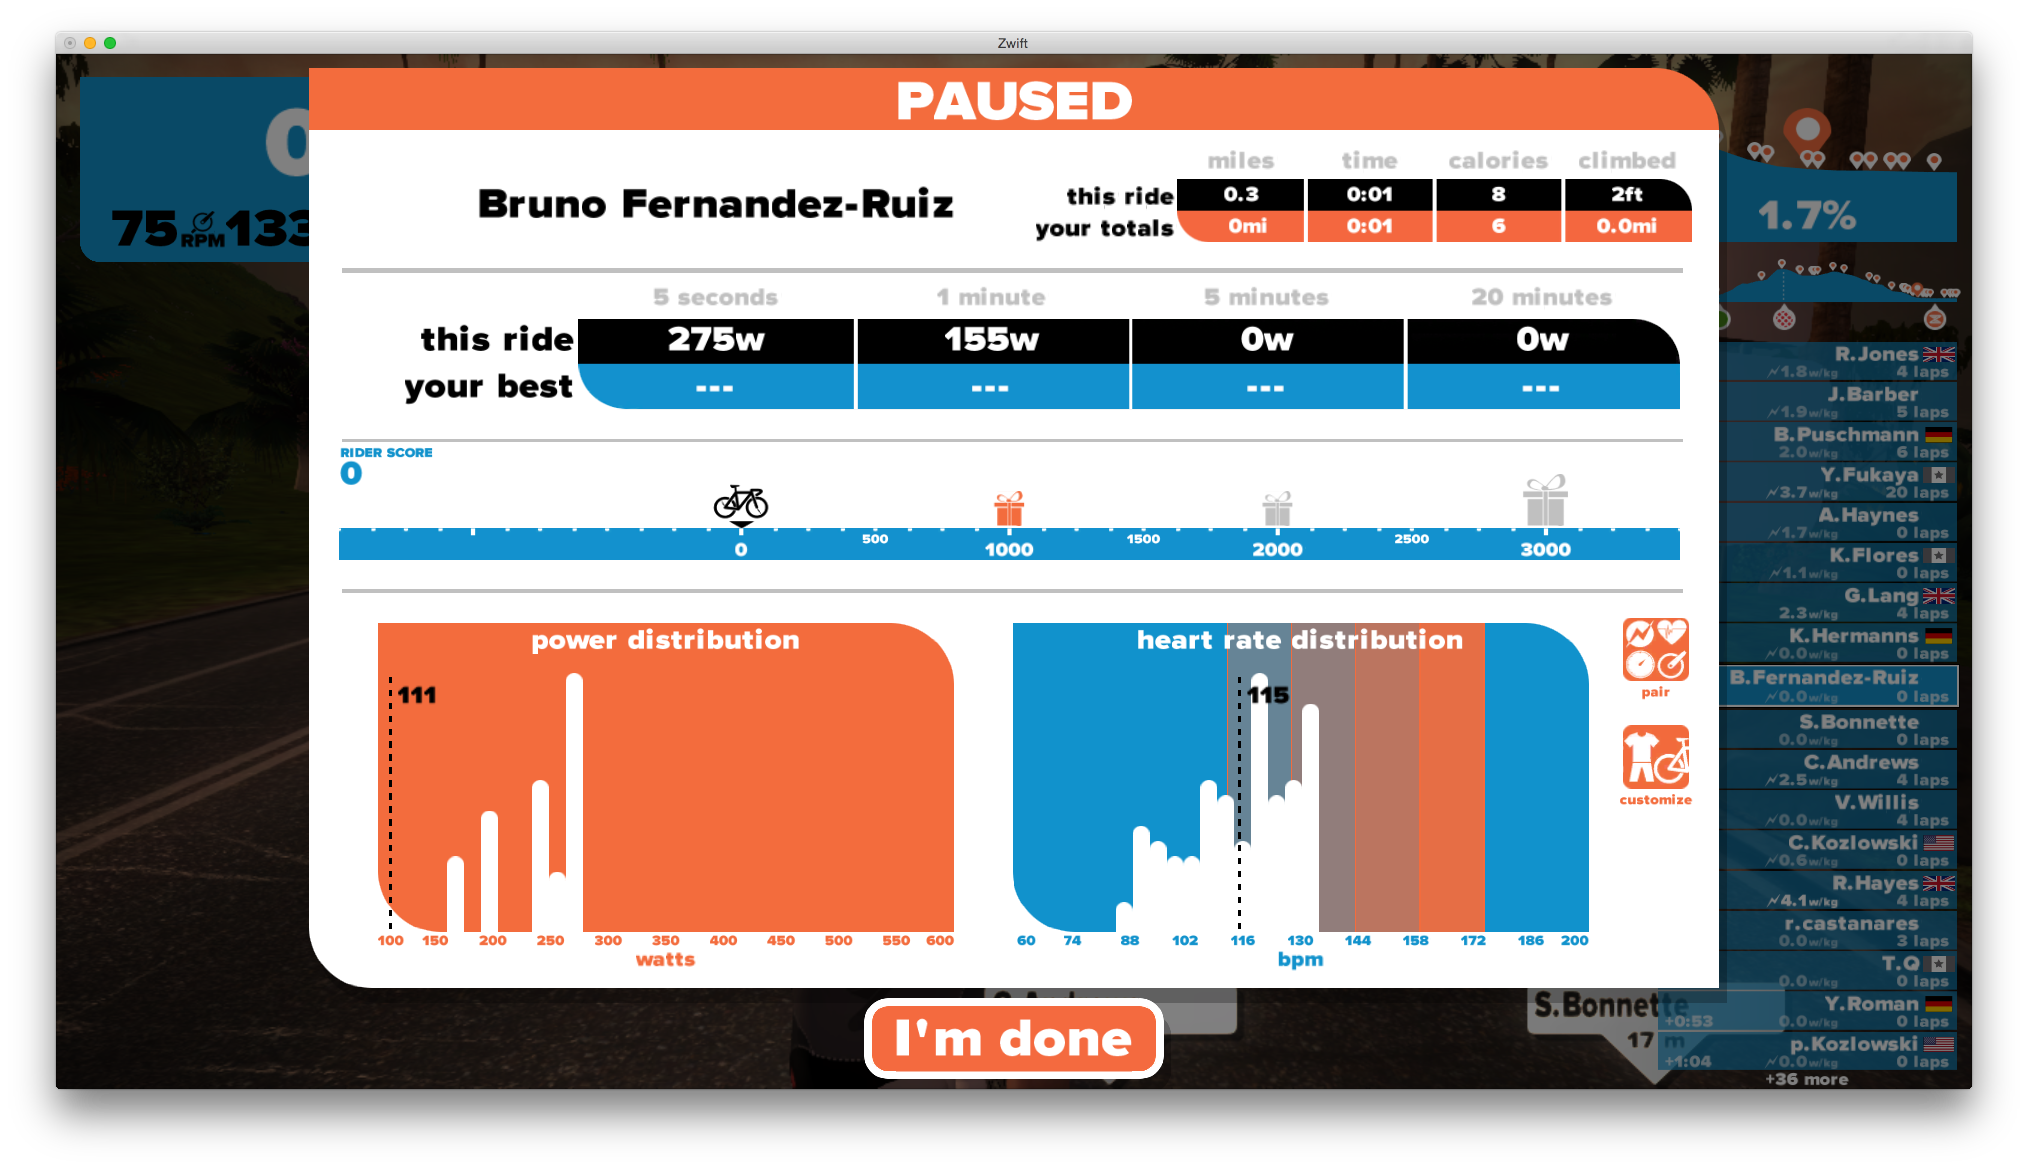 Zwift
PAUSED
0
75 RPM 133
Bruno Fernandez-Ruiz
miles time calories climbed
this ride 0.3 0:01 8 2ft
your totals 0mi 0:01 6 0.0mi
1.7%
5 seconds 1 minute 5 minutes 20 minutes
this ride 275w 155w 0w 0w
your best --- --- --- ---
RIDER SCORE
0
0 500 1000 1500 2000 2500 3000
power distribution
111
100 150 200 250 300 350 400 450 500 550 600
watts
heart rate distribution
115
60 74 88 102 116 130 144 158 172 186 200
bpm
pair
customize
R.Jones
1.8w/kg 4 laps
J.Barber
1.9w/kg 5 laps
B.Puschmann
2.0w/kg 6 laps
Y.Fukaya
3.7w/kg 20 laps
A.Haynes
1.7w/kg 0 laps
K.Flores
1.1w/kg 0 laps
G.Lang
2.3w/kg 4 laps
K.Hermanns
0.0w/kg 0 laps
B.Fernandez-Ruiz
0.0w/kg 0 laps
S.Bonnette
0.0w/kg 0 laps
C.Andrews
2.5w/kg 4 laps
V.Willis
0.0w/kg 4 laps
C.Kozlowski
0.6w/kg 0 laps
R.Hayes
4.1w/kg 4 laps
r.castanares
0.0w/kg 3 laps
T.Q
0.0w/kg 0 laps
Y.Roman
+0:53 0.0w/kg 0 laps
p.Kozlowski
+1:04 0.0w/kg 0 laps
+36 more
S.Bonnette
17 m
I'm done